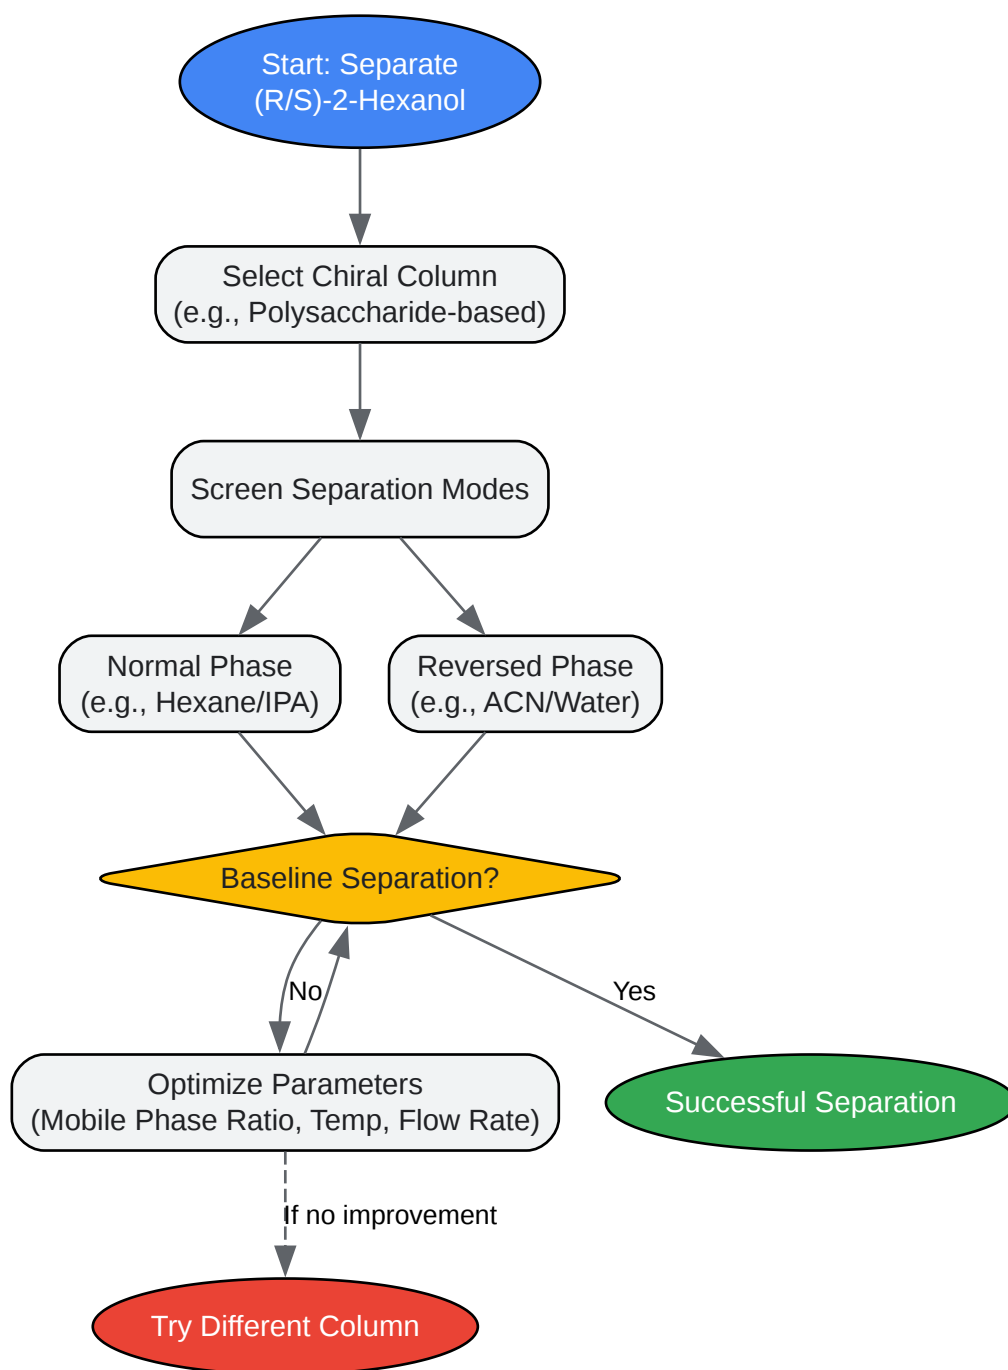 Start: Separate
(R/S)-2-Hexanol
Select Chiral Column
(e.g., Polysaccharide-based)
Screen Separation Modes
Normal Phase
(e.g., Hexane/IPA)
Reversed Phase
(e.g., ACN/Water)
Baseline Separation?
No
Yes
Optimize Parameters
(Mobile Phase Ratio, Temp, Flow Rate)
Successful Separation
If no improvement
Try Different Column